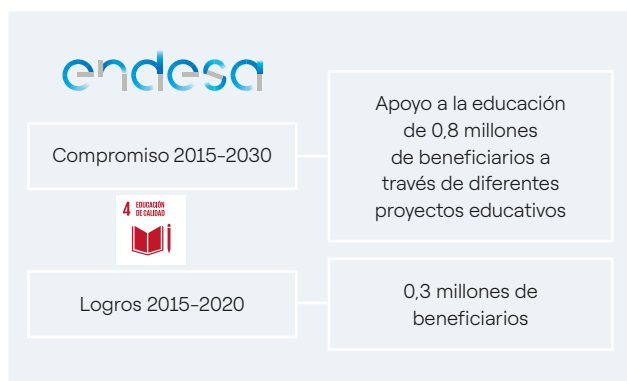 endesa
Compromiso 2015-2030
Apoyo a la educación
de 0,8 millones
de beneficiarios a
través de diferentes
proyectos educativos
4 EDUCACIÓN
DE CALIDAD
Logros 2015-2020
0,3 millones de
beneficiarios